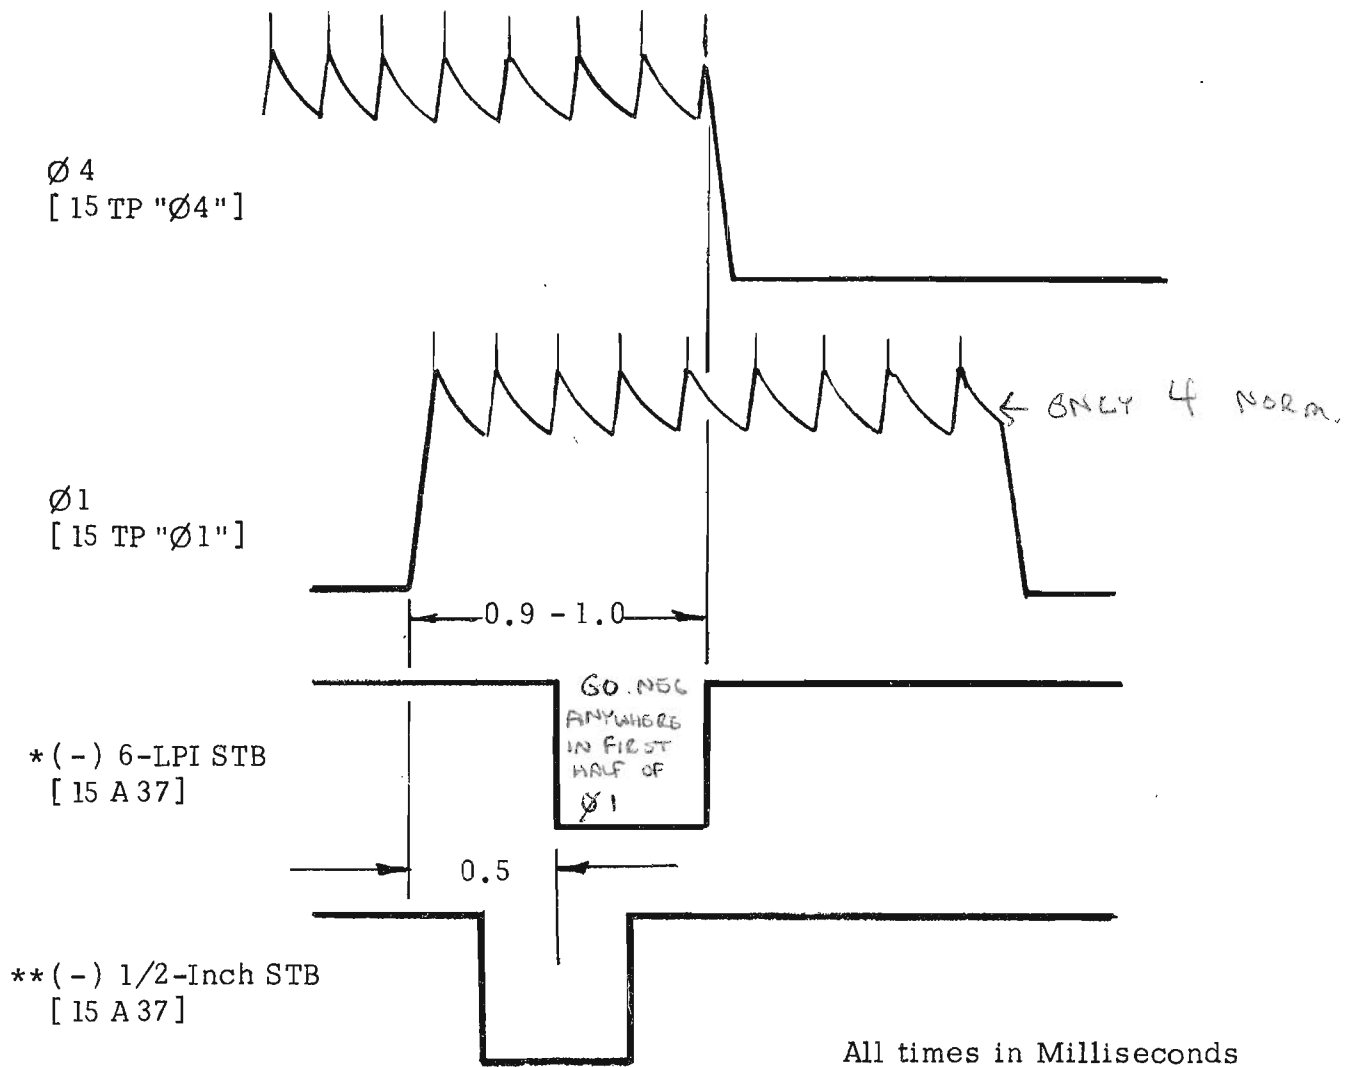 Ø 4
[ 15 TP "Ø4" ]
← ONLY 4 NORM.
Ø1
[ 15 TP "Ø1" ]
0.9 - 1.0
GO. NEG
ANYWHERE
IN FIRST
HALF OF
Ø1
*(-) 6-LPI STB
[ 15 A 37 ]
0.5
**(-) 1/2-Inch STB
[ 15 A 37 ]
All times in Milliseconds